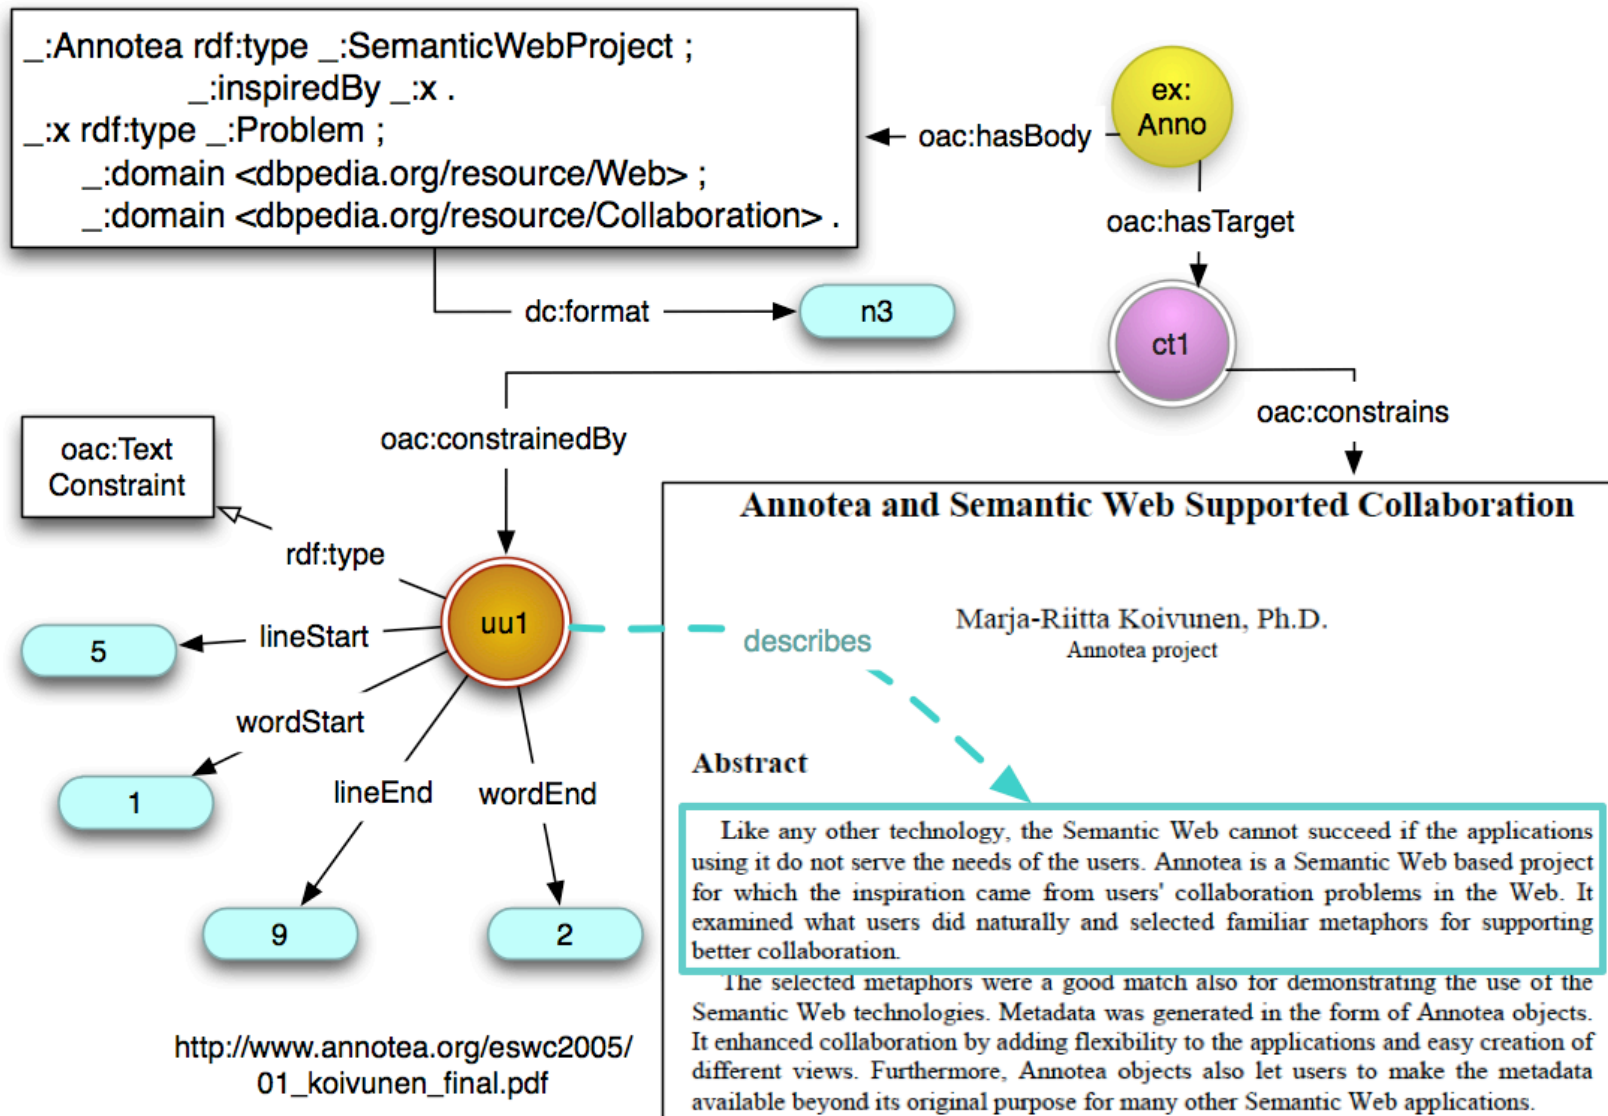 _:Annotea rdf:type _:SemanticWebProject ;
_:inspiredBy _:x .
_:x rdf:type _:Problem ;
_:domain <dbpedia.org/resource/Web> ;
_:domain <dbpedia.org/resource/Collaboration> .
ex:
Anno
oac:hasBody
oac:hasTarget
dc:format
n3
ct1
oac:constrainedBy
oac:constrains
oac:Text
Constraint
rdf:type
uu1
lineStart
5
wordStart
1
lineEnd
9
wordEnd
2
describes
http://www.annotea.org/eswc2005/
01_koivunen_final.pdf
Annotea and Semantic Web Supported Collaboration
Marja-Riitta Koivunen, Ph.D.
Annotea project
Abstract
Like any other technology, the Semantic Web cannot succeed if the applications
using it do not serve the needs of the users. Annotea is a Semantic Web based project
for which the inspiration came from users' collaboration problems in the Web. It
examined what users did naturally and selected familiar metaphors for supporting
better collaboration.
The selected metaphors were a good match also for demonstrating the use of the
Semantic Web technologies. Metadata was generated in the form of Annotea objects.
It enhanced collaboration by adding flexibility to the applications and easy creation of
different views. Furthermore, Annotea objects also let users to make the metadata
available beyond its original purpose for many other Semantic Web applications.